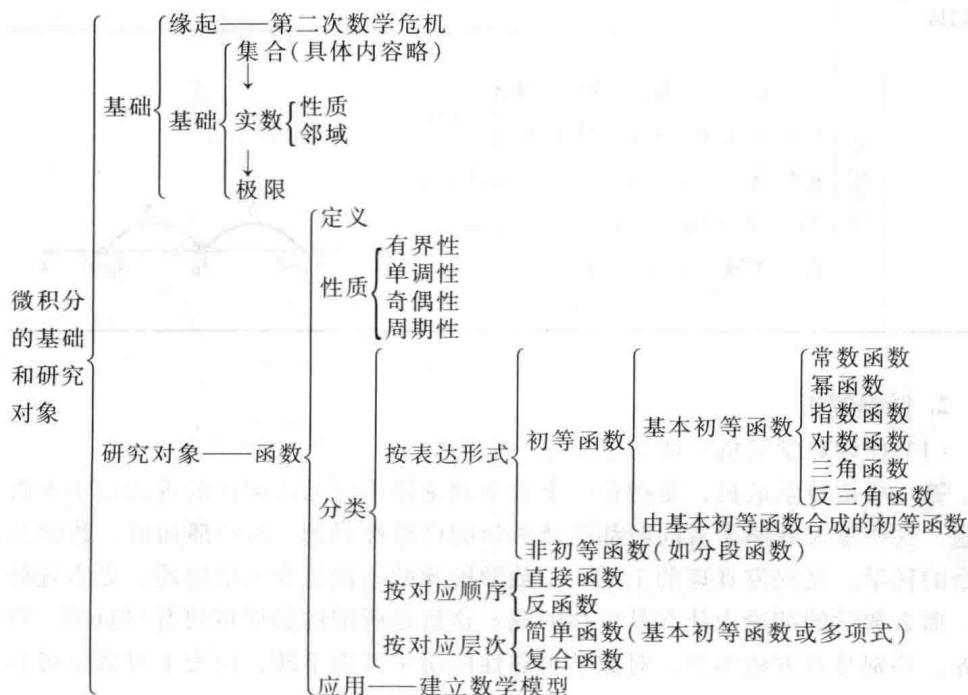 缘起——第二次数学危机
集合(具体内容略)
基础
基础
实数
性质
邻域
极限
定义
性质
有界性
单调性
奇偶性
周期性
微积分
的基础
和研究
对象
研究对象——函数
分类
按表达形式
初等函数
基本初等函数
常数函数
幂函数
指数函数
对数函数
三角函数
反三角函数
由基本初等函数合成的初等函数
非初等函数(如分段函数)
按对应顺序
直接函数
反函数
按对应层次
简单函数(基本初等函数或多项式)
复合函数
应用——建立数学模型